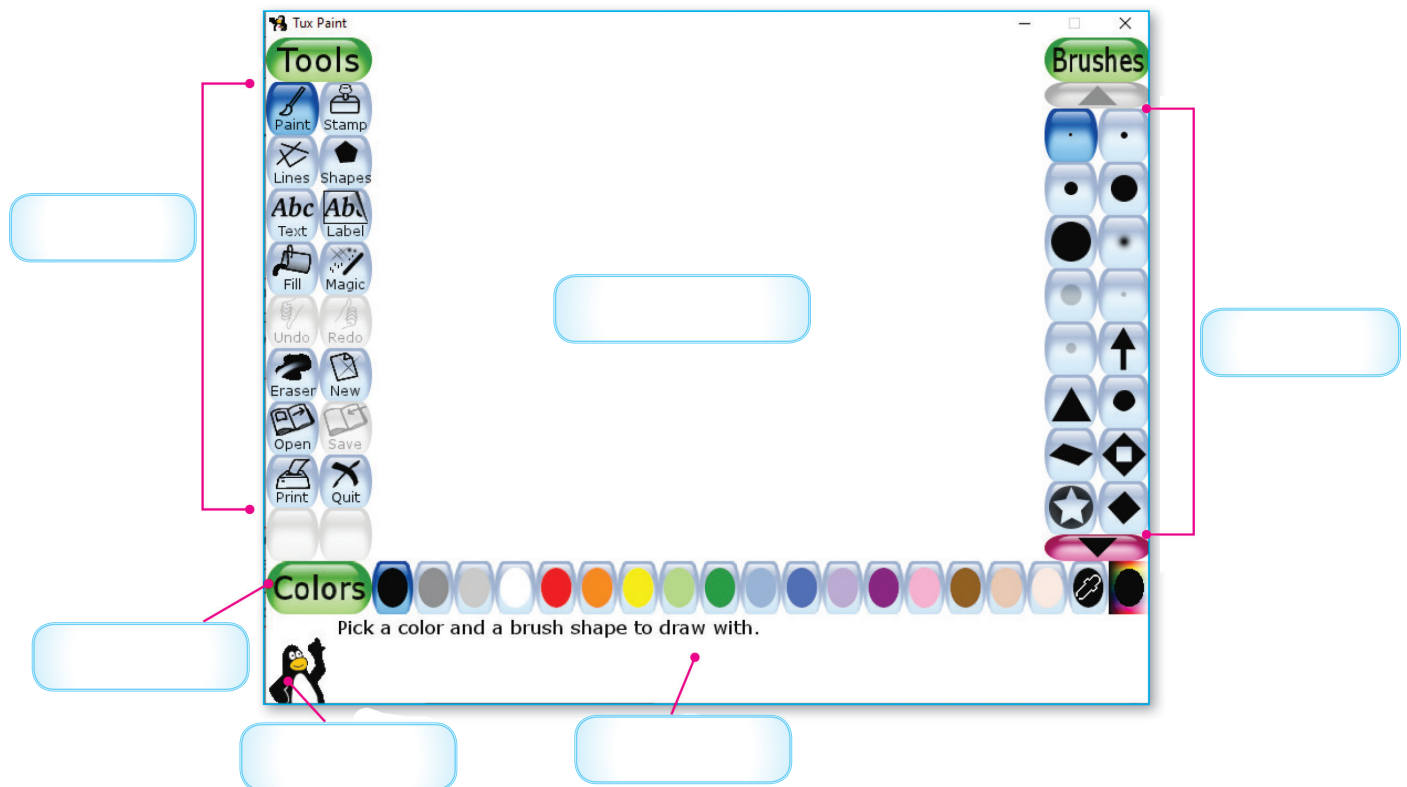 Tux Paint
Tools
Brushes
Paint Stamp
Lines Shapes
Abc Abc
Text Label
Fill Magic
Undo Redo
Eraser New
Open Save
Print Quit
Colors
Pick a color and a brush shape to draw with.